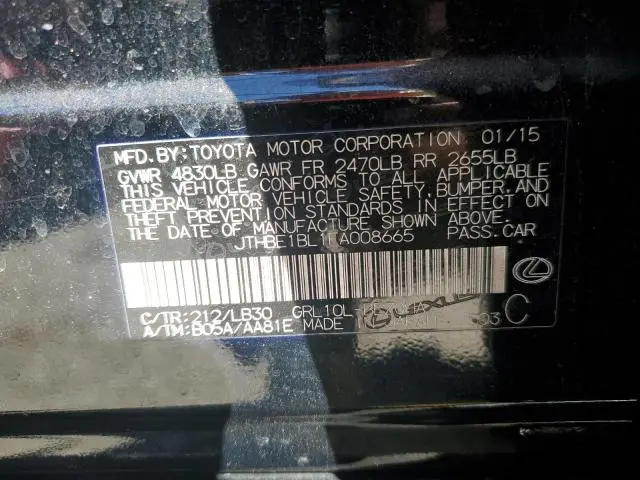 MFD.BY:TOYOTA MOTOR CORPORATION 01/15
GVWR 4830LB GAWR FR 2470LB RR 2655LB
THIS VEHICLE CONFORMS TO ALL APPLICABLE
FEDERAL MOTOR VEHICLE SAFETY,BUMPER,AND
THEFT PREVENTION STANDARDS IN EFFECT ON
THE DATE OF MANUFACTURE SHOWN ABOVE.
JTHBE1BL1FA008665 PASS.CAR
C/TR:212/LB30
A/TM:B05A/AA81E MADE
LEXUS
C